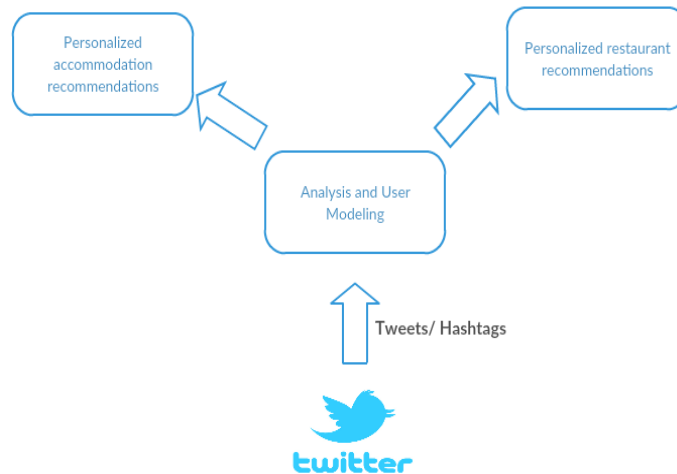 Personalized
accommodation
recommendations
Personalized restaurant
recommendations
Analysis and User
Modeling
Tweets/ Hashtags
twitter